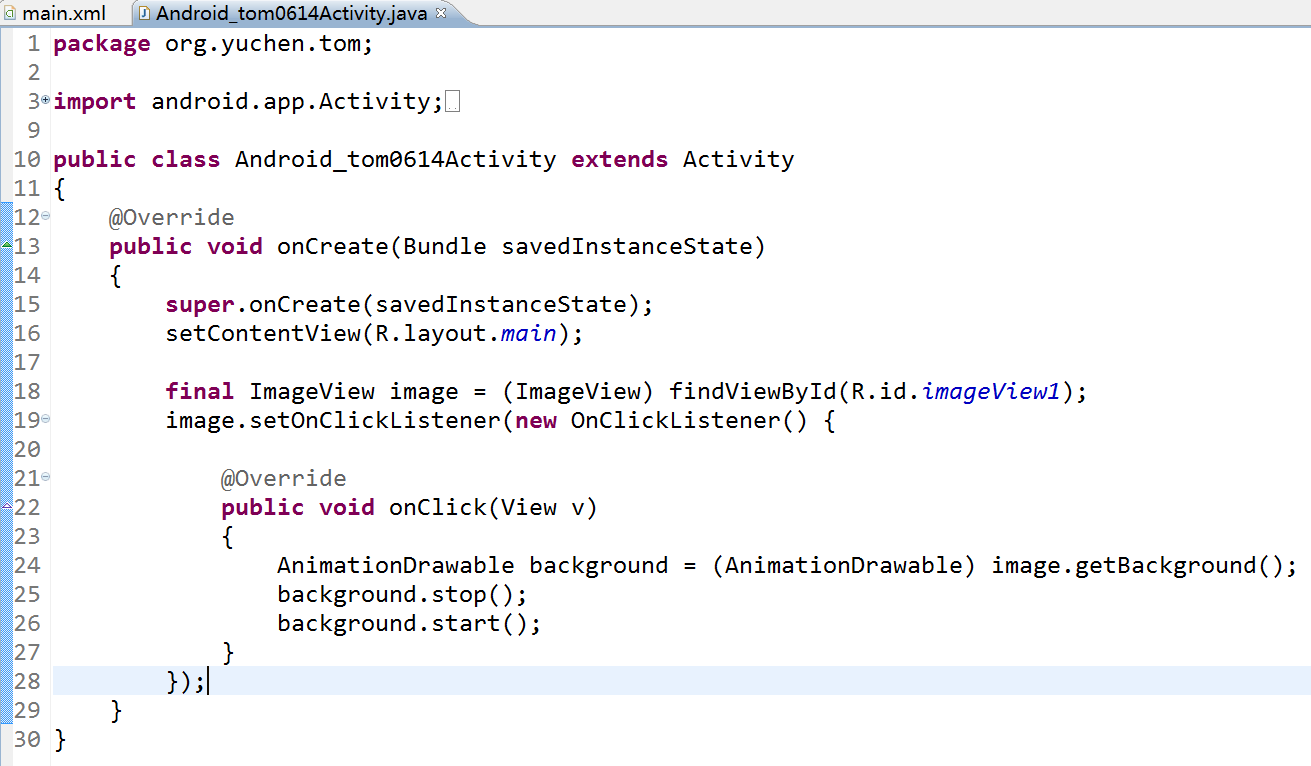 main.xml Android_tom0614Activity.java
1 package org.yuchen.tom;
2
3 import android.app.Activity;
9
10 public class Android_tom0614Activity extends Activity
11 {
12     @Override
13     public void onCreate(Bundle savedInstanceState)
14     {
15         super.onCreate(savedInstanceState);
16         setContentView(R.layout.main);
17
18         final ImageView image = (ImageView) findViewById(R.id.imageView1);
19         image.setOnClickListener(new OnClickListener() {
20
21             @Override
22             public void onClick(View v)
23             {
24                 AnimationDrawable background = (AnimationDrawable) image.getBackground();
25                 background.stop();
26                 background.start();
27             }
28         });
29     }
30 }